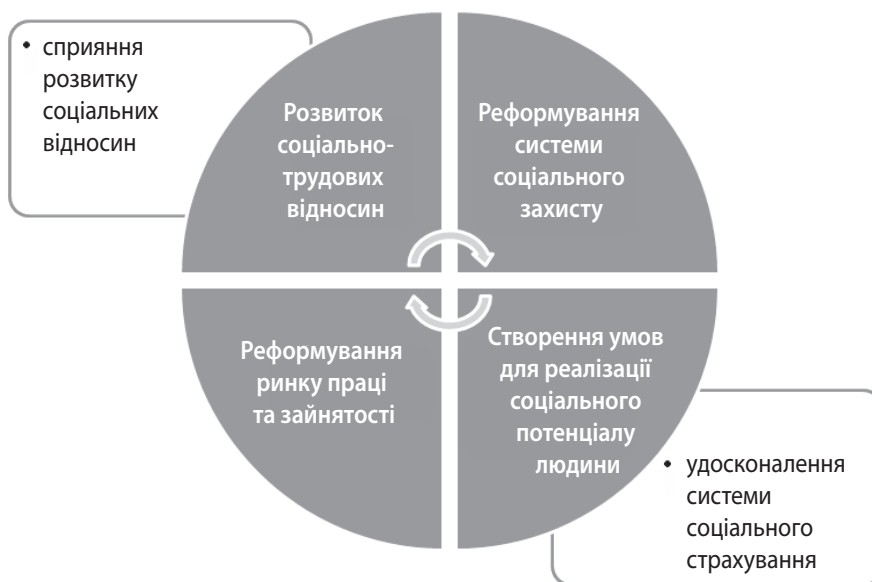 • сприяння
розвитку
соціальних
відносин
Розвиток
соціально-
трудових
відносин
Реформування
системи
соціального
захисту
Реформування
ринку праці
та зайнятості
Створення умов
для реалізації
соціального
потенціалу
людини
• удосконалення
системи
соціального
страхування